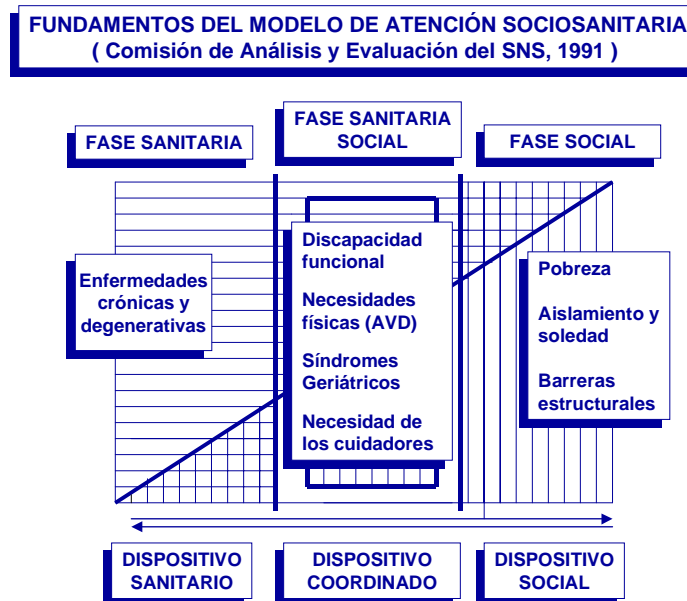 FUNDAMENTOS DEL MODELO DE ATENCIÓN SOCIOSANITARIA
( Comisión de Análisis y Evaluación del SNS, 1991 )
FASE SANITARIA
FASE SANITARIA
SOCIAL
FASE SOCIAL
Enfermedades
crónicas y
degenerativas
Discapacidad
funcional
Necesidades
físicas (AVD)
Síndromes
Geriátricos
Necesidad de
los cuidadores
Pobreza
Aislamiento y
soledad
Barreras
estructurales
DISPOSITIVO
SANITARIO
DISPOSITIVO
COORDINADO
DISPOSITIVO
SOCIAL